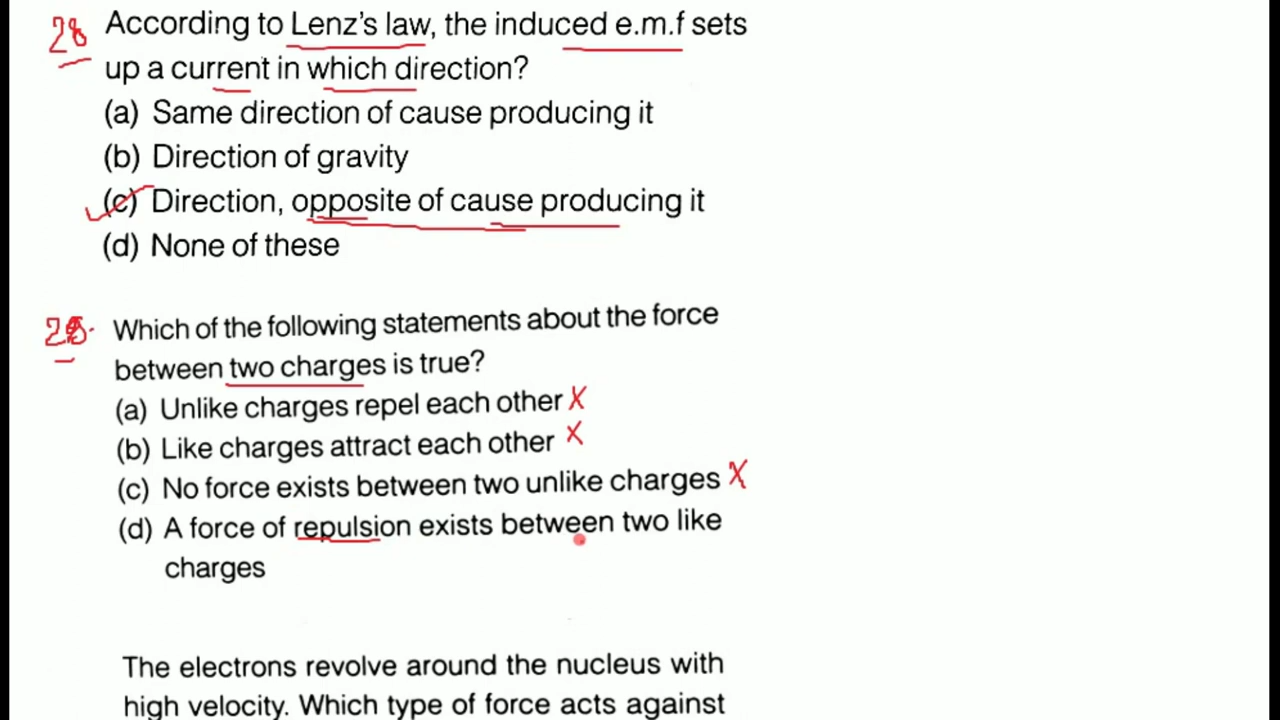 28 According to Lenz's law, the induced e.m.f sets
up a current in which direction?
(a) Same direction of cause producing it
(b) Direction of gravity
(c) Direction, opposite of cause producing it
(d) None of these
Which of the following statements about the force
between two charges is true?
(a) Unlike charges repel each other X
(b) Like charges attract each other X
(c) No force exists between two unlike charges X
(d) A force of repulsion exists between two like
charges
The electrons revolve around the nucleus with
high velocity. Which type of force acts against